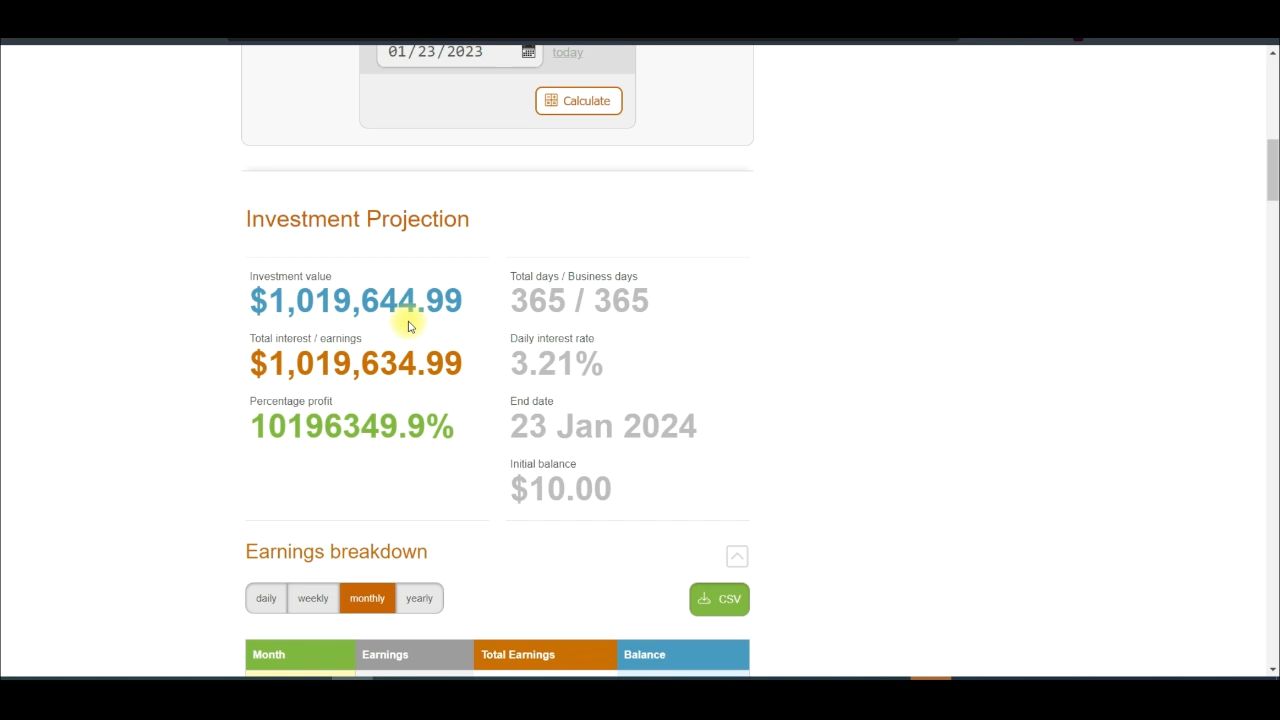 01/23/2023 today
Calculate
Investment Projection
Investment value
$1,019,644.99
Total interest / earnings
$1,019,634.99
Percentage profit
10196349.9%
Total days / Business days
365 / 365
Daily interest rate
3.21%
End date
23 Jan 2024
Initial balance
$10.00
Earnings breakdown
daily weekly monthly yearly
CSV
Month Earnings Total Earnings Balance